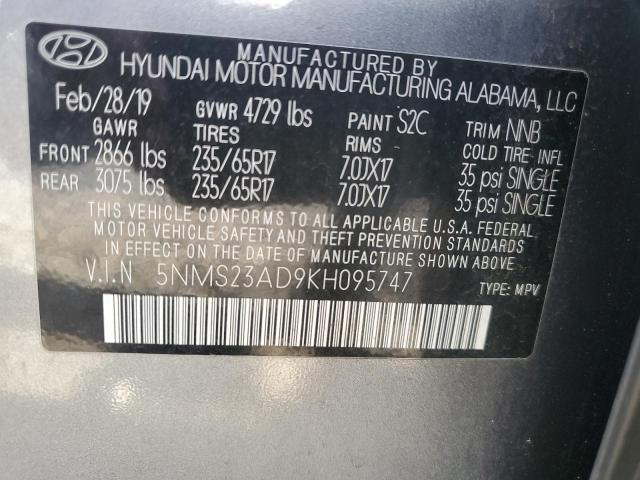 MANUFACTURED BY
HYUNDAI MOTOR MANUFACTURING ALABAMA, LLC
Feb/28/19 GVWR 4729 lbs PAINT S2C TRIM NNB
GAWR TIRES RIMS COLD TIRE INFL
FRONT 2866 lbs 235/65R17 7.0JX17 35 psi SINGLE
REAR 3075 lbs 235/65R17 7.0JX17 35 psi SINGLE
THIS VEHICLE CONFORMS TO ALL APPLICABLE U.S.A. FEDERAL
MOTOR VEHICLE SAFETY AND THEFT PREVENTION STANDARDS
IN EFFECT ON THE DATE OF MANUFACTURE SHOWN ABOVE.
V.I.N 5NMS23AD9KH095747
TYPE: MPV